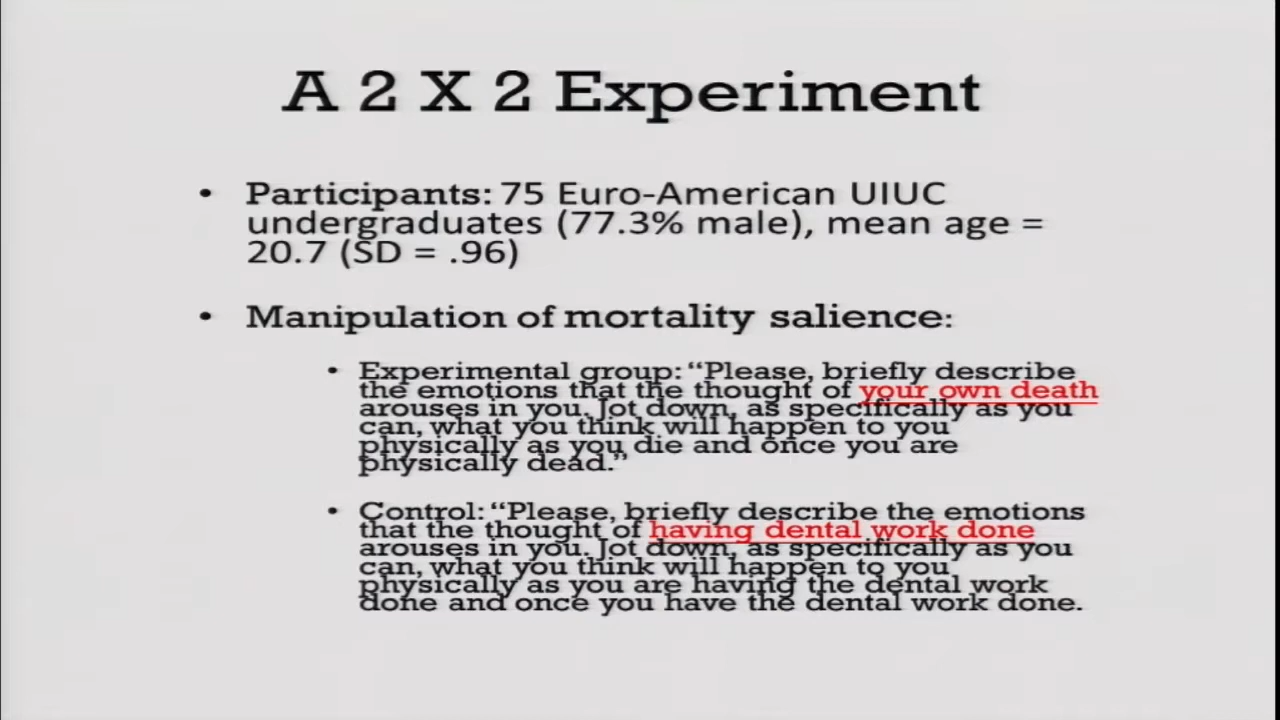 A 2 X 2 Experiment
• Participants: 75 Euro-American UIUC
undergraduates (77.3% male), mean age =
20.7 (SD = .96)
• Manipulation of mortality salience:
• Experimental group: “Please, briefly describe
the emotions that the thought of your own death
arouses in you. Jot down, as specifically as you
can, what you think will happen to you
physically as you die and once you are
physically dead.”
• Control: “Please, briefly describe the emotions
that the thought of having dental work done
arouses in you. Jot down, as specifically as you
can, what you think will happen to you
physically as you are having the dental work
done and once you have the dental work done.